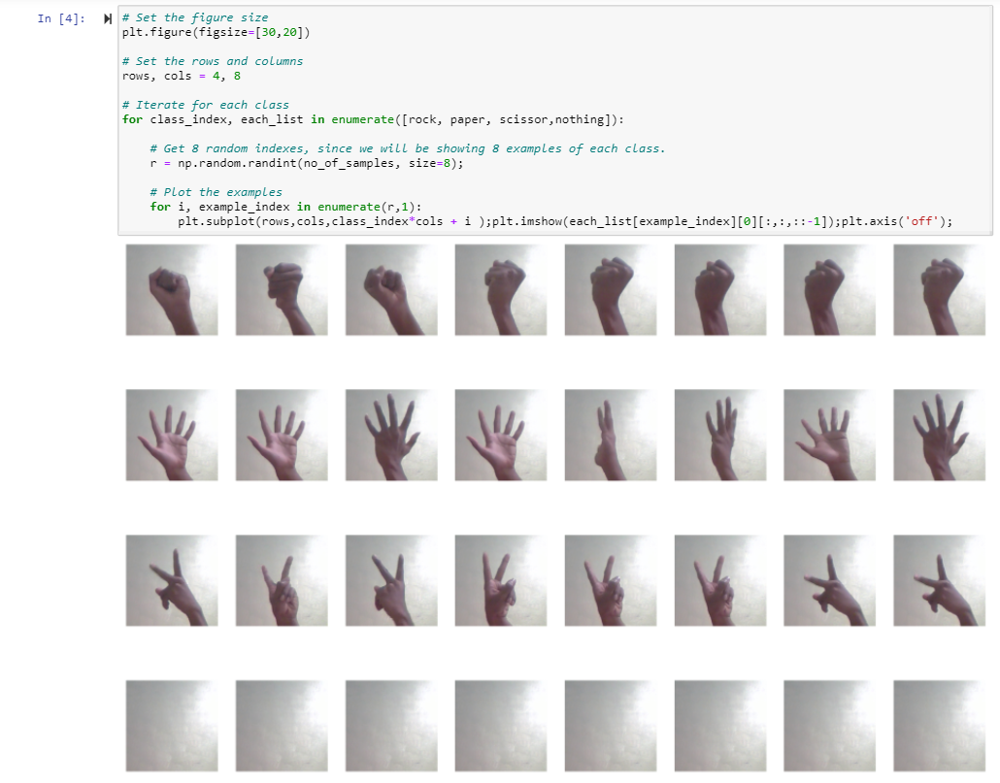 In [4]:
# Set the figure size
plt.figure(figsize=[30,20])
# Set the rows and columns
rows, cols = 4, 8
# Iterate for each class
for class_index, each_list in enumerate([rock, paper, scissor,nothing]):
# Get 8 random indexes, since we will be showing 8 examples of each class.
r = np.random.randint(no_of_samples, size=8);
# Plot the examples
for i, example_index in enumerate(r,1):
plt.subplot(rows,cols,class_index*cols + i );plt.imshow(each_list[example_index][0][:,:,::-1]);plt.axis('off');